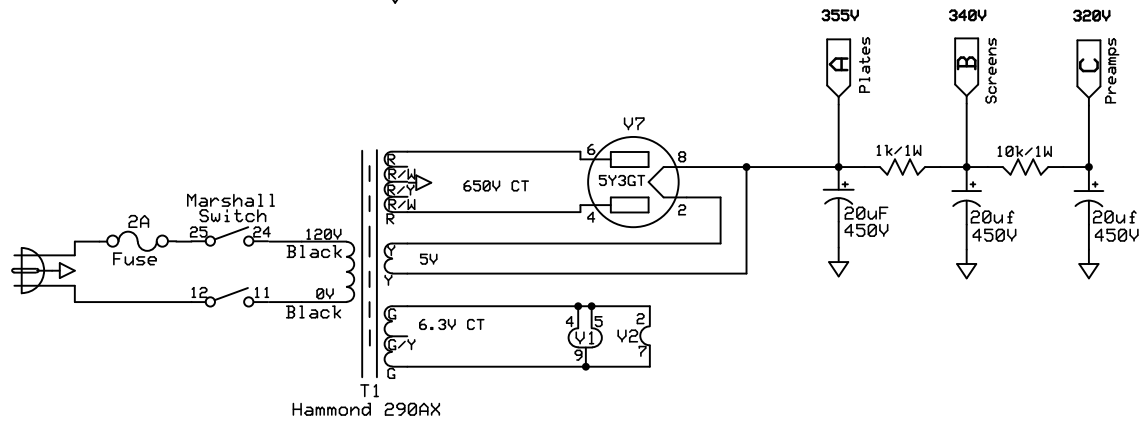 355V
340V
320V
A
Plates
B
Screens
C
Preamps
V7
6
8
5Y3GT
4
2
1k/1W
10k/1W
+
20uF
450V
+
20uf
450V
+
20uf
450V
R
R/W
R/Y
R/W
R
650V CT
Marshall
Switch
2A
Fuse
25
24
120V
Black
12
11
0V
Black
Y
5V
Y
G
6.3V CT
G/Y
G
4
5
V1
9
V2
2
7
T1
Hammond 290AX